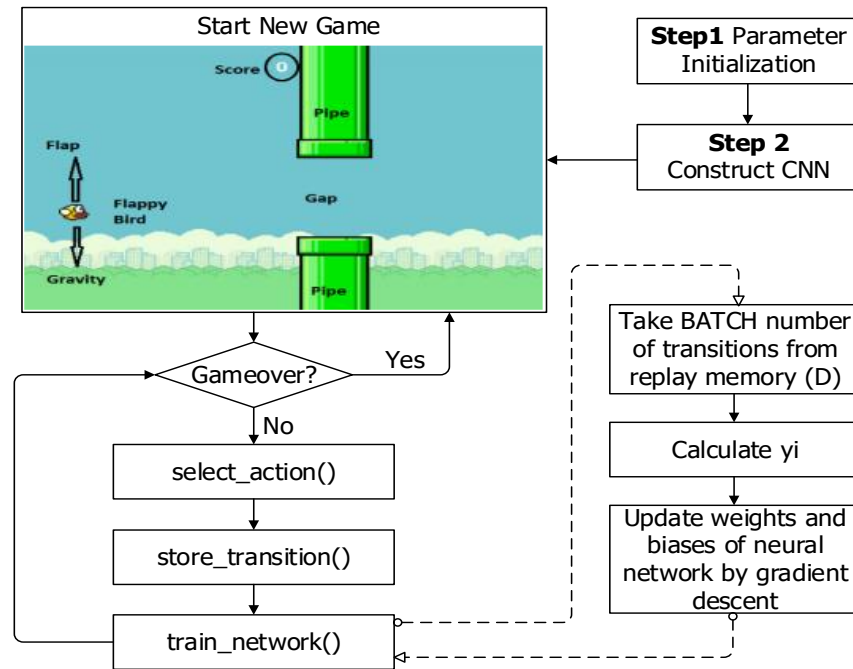 Start New Game
Score 0
Pipe
Flap
Gap
Flappy
Bird
Gravity
Pipe
Step1 Parameter
Initialization
Step 2
Construct CNN
Gameover?
Yes
No
select_action()
store_transition()
train_network()
Take BATCH number
of transitions from
replay memory (D)
Calculate yi
Update weights and
biases of neural
network by gradient
descent